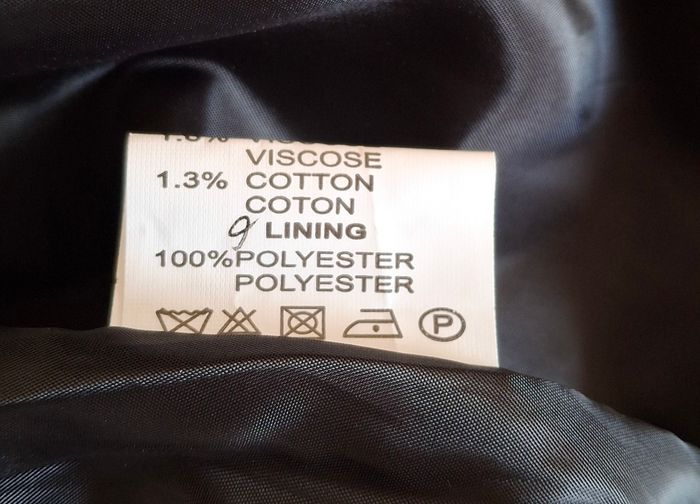 VISCOSE
1.3% COTTON
COTON
9 LINING
100%POLYESTER
POLYESTER
P